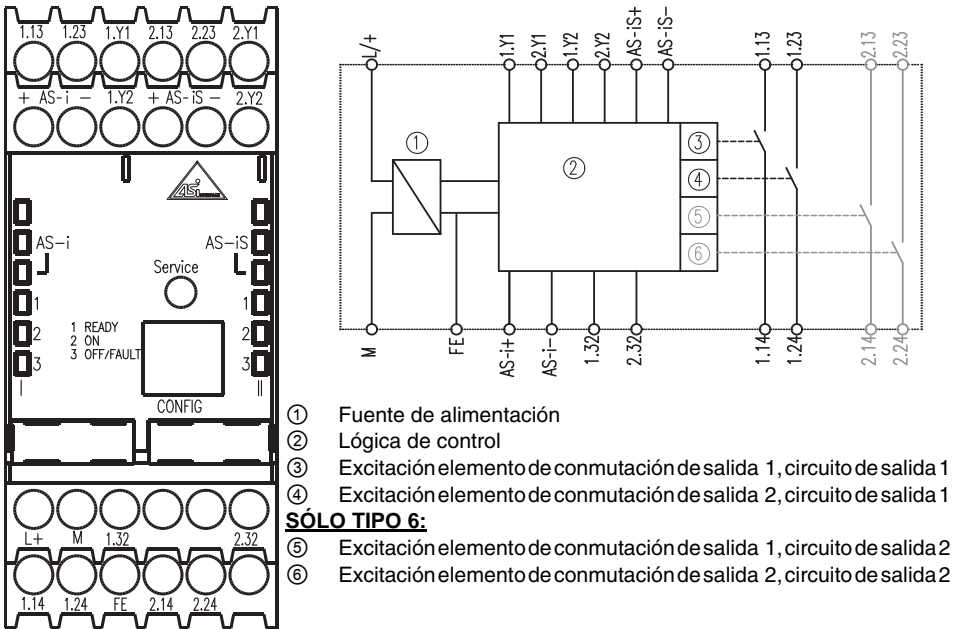 1.13 1.23 1.Y1 2.13 2.23 2.Y1
+ AS-i − 1.Y2 + AS-iS − 2.Y2
ASi INTERFACE
AS-i AS-iS
Service
1 1
2 2
3 3
1 READY
2 ON
3 OFF/FAULT
I II
CONFIG
L+ M 1.32 2.32
1.14 1.24 FE 2.14 2.24
L/+ 1.Y1 2.Y1 1.Y2 2.Y2 AS-iS+ AS-iS− 1.13 1.23 2.13 2.23
① ② ③
④
⑤
⑥
M FE AS-i+ AS-i− 1.32 2.32 1.14 1.24 2.14 2.24
① Fuente de alimentación
② Lógica de control
③ Excitación elemento de conmutación de salida 1, circuito de salida 1
④ Excitación elemento de conmutación de salida 2, circuito de salida 1
SÓLO TIPO 6:
⑤ Excitación elemento de conmutación de salida 1, circuito de salida 2
⑥ Excitación elemento de conmutación de salida 2, circuito de salida 2